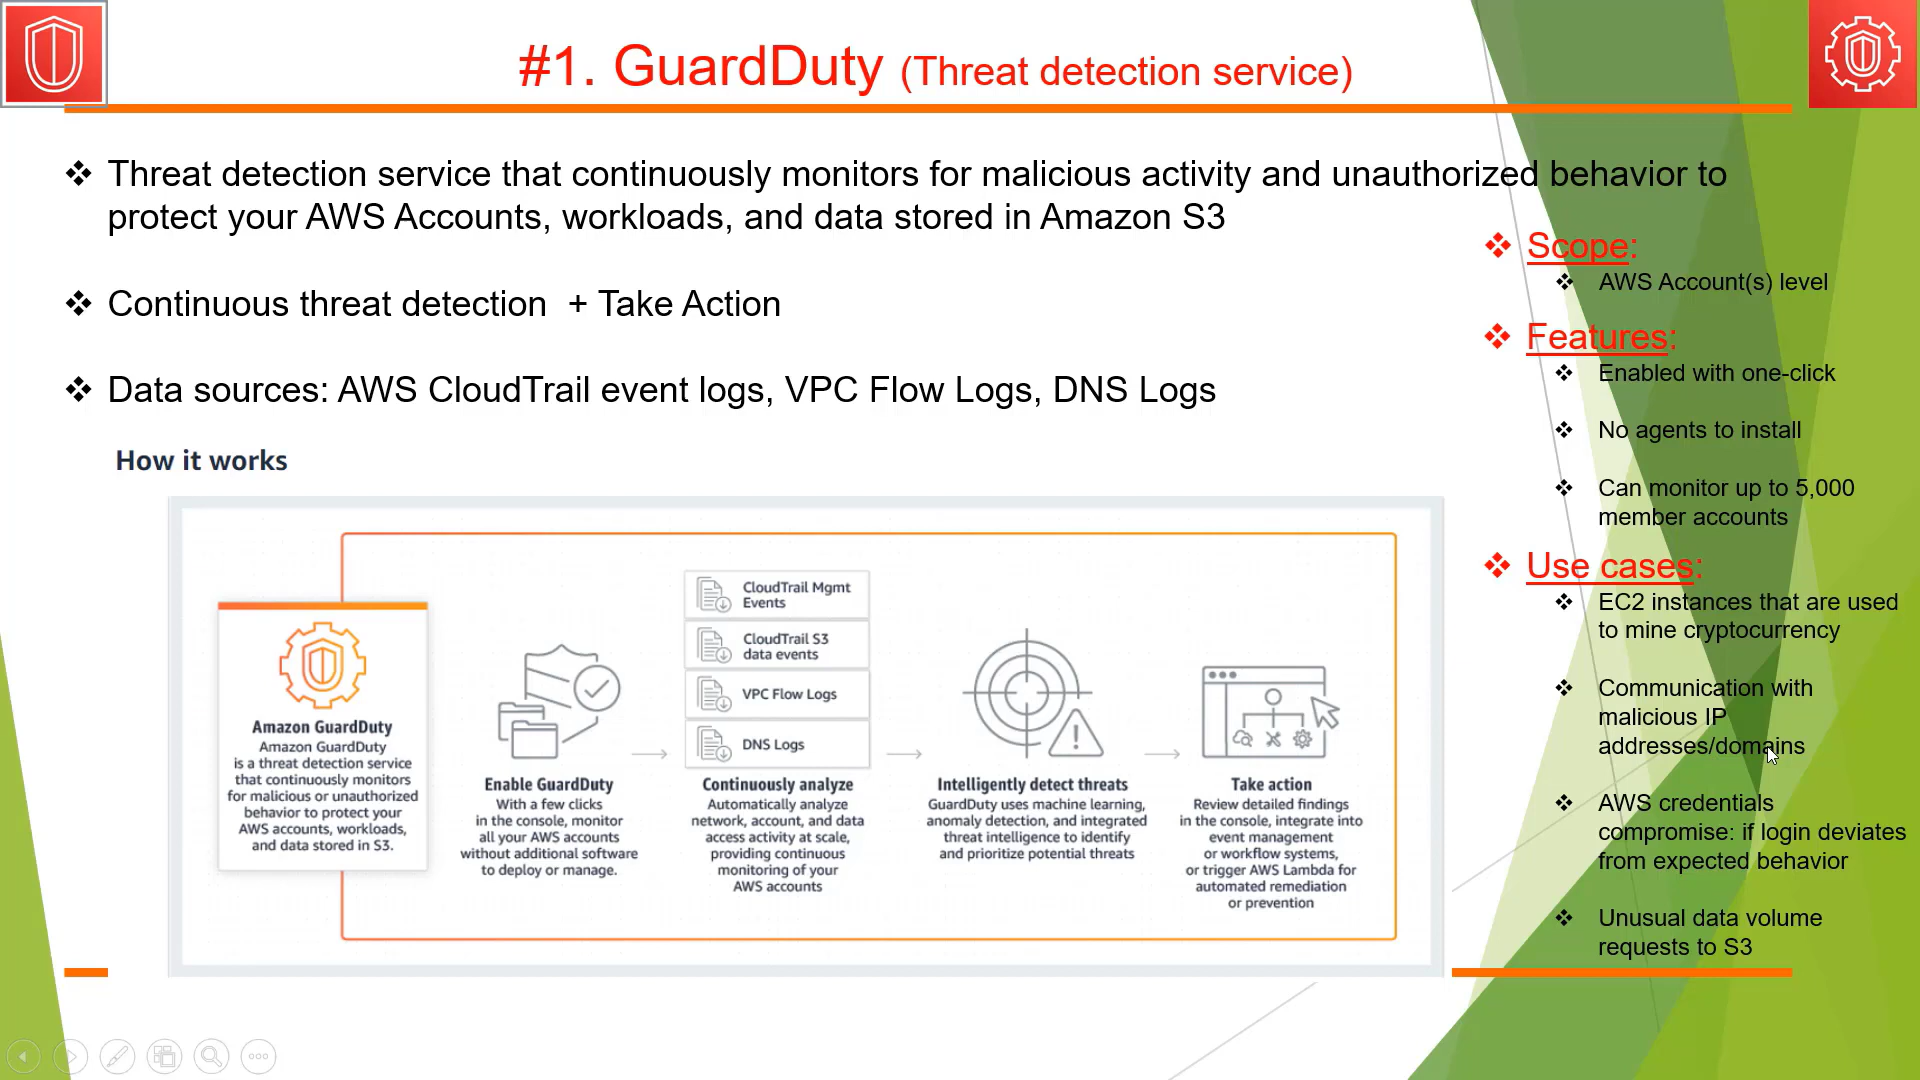 #1. GuardDuty (Threat detection service)
❖ Threat detection service that continuously monitors for malicious activity and unauthorized behavior to
protect your AWS Accounts, workloads, and data stored in Amazon S3
❖ Continuous threat detection + Take Action
❖ Data sources: AWS CloudTrail event logs, VPC Flow Logs, DNS Logs
How it works
Amazon GuardDuty
Amazon GuardDuty
is a threat detection service
that continuously monitors
for malicious or unauthorized
behavior to protect your
AWS accounts, workloads,
and data stored in S3.
Enable GuardDuty
With a few clicks
in the console, monitor
all your AWS accounts
without additional software
to deploy or manage.
CloudTrail Mgmt
Events
CloudTrail S3
data events
VPC Flow Logs
DNS Logs
Continuously analyze
Automatically analyze
network, account, and data
access activity at scale,
providing continuous
monitoring of your
AWS accounts
Intelligently detect threats
GuardDuty uses machine learning,
anomaly detection, and integrated
threat intelligence to identify
and prioritize potential threats
Take action
Review detailed findings
in the console, integrate into
event management
or workflow systems,
or trigger AWS Lambda for
automated remediation
or prevention
❖ Scope:
❖ AWS Account(s) level
❖ Features:
❖ Enabled with one-click
❖ No agents to install
❖ Can monitor up to 5,000
member accounts
❖ Use cases:
❖ EC2 instances that are used
to mine cryptocurrency
❖ Communication with
malicious IP
addresses/domains
❖ AWS credentials
compromise: if login deviates
from expected behavior
❖ Unusual data volume
requests to S3